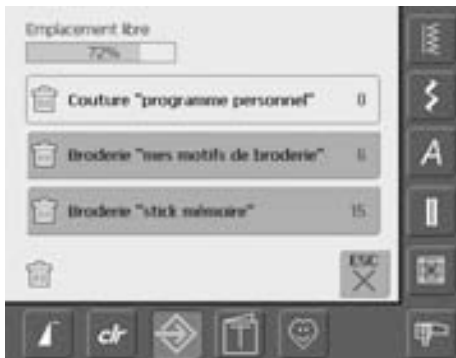 Emplacement libre
72%
Couture "programme personnel" 0
Broderie "mes motifs de broderie" 6
Broderie "stick mémoire" 15
ESC
A
clr